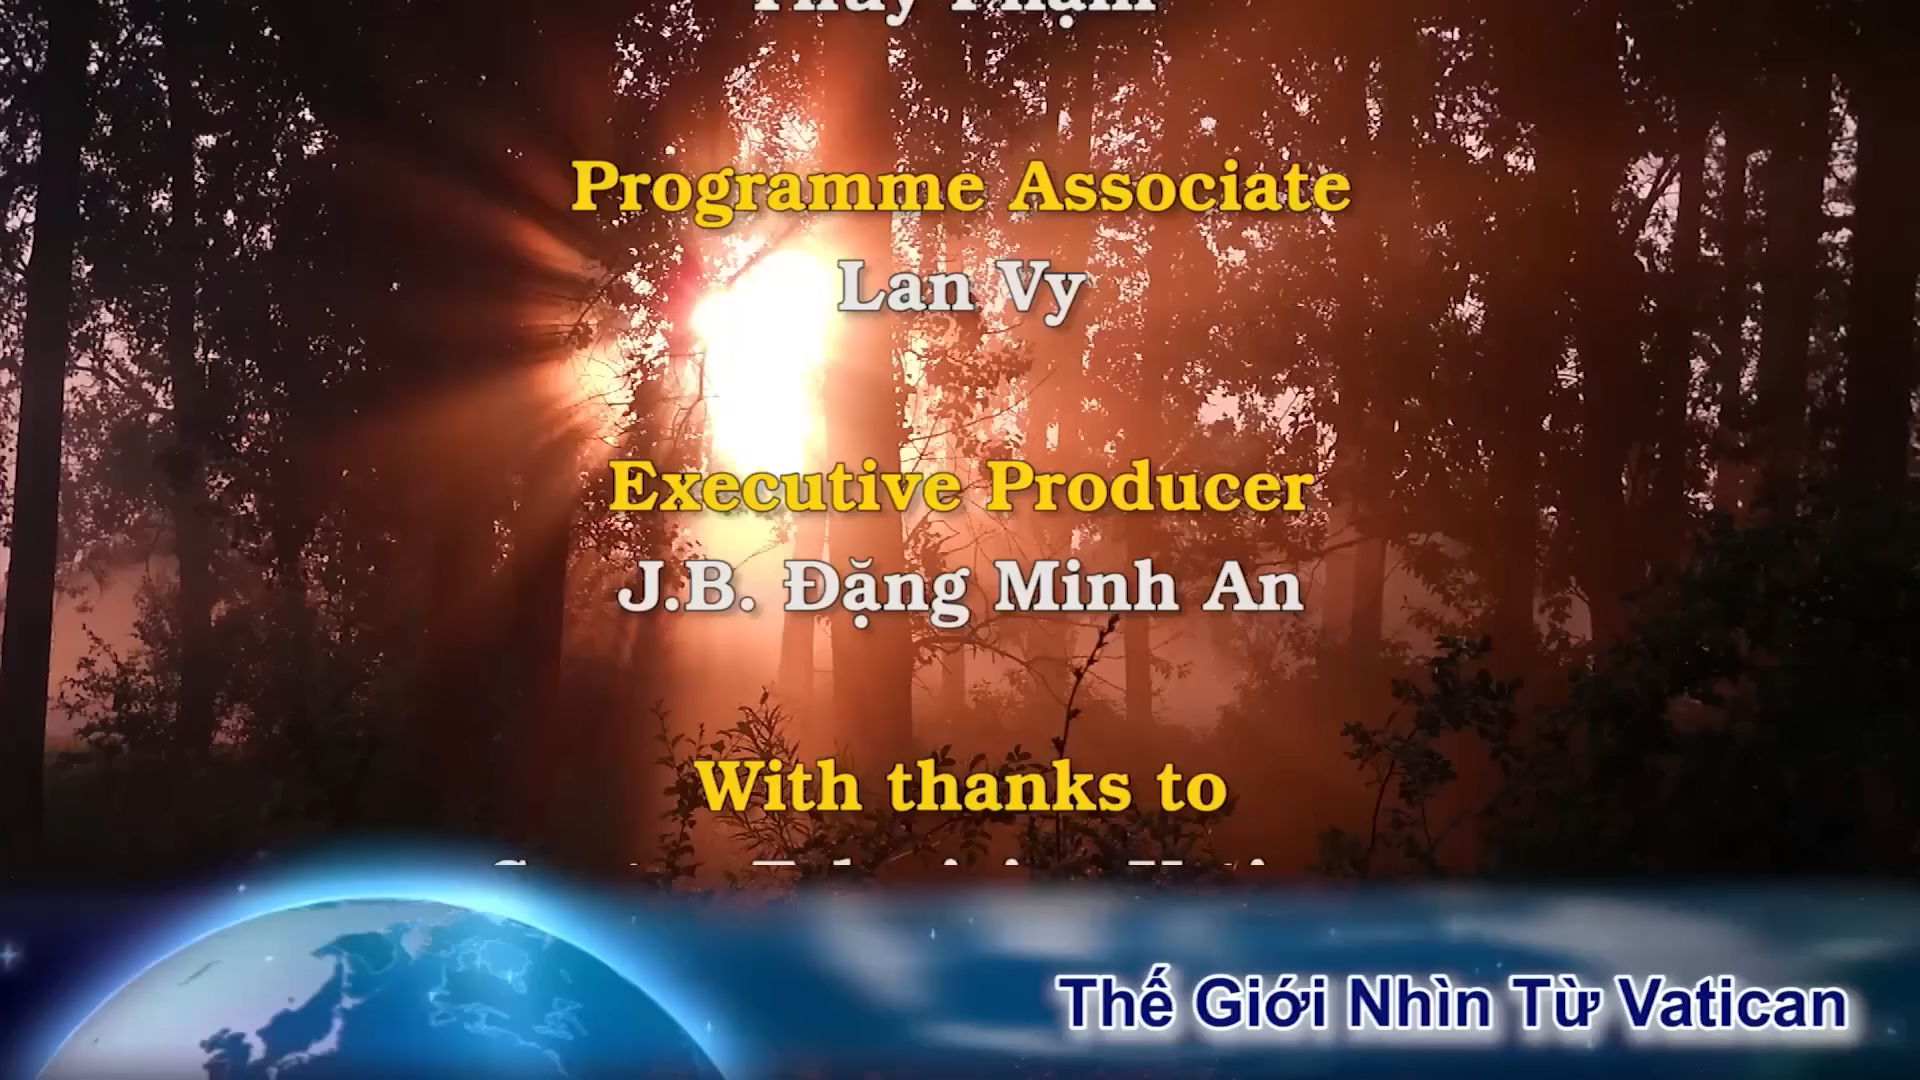 Programme Associate
Lan Vy
Executive Producer
J.B. Đặng Minh An
With thanks to
Thế Giới Nhìn Từ Vatican